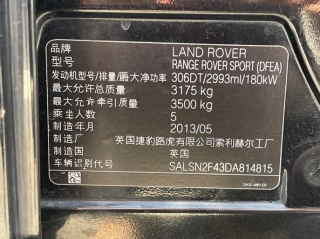 品牌 LAND ROVER
型号 RANGE ROVER SPORT (DFEA)
发动机型号/排量/最大净功率 306DT/2993ml/180kW
最大允许总质量 3175 kg
最大允许牵引质量 3500 kg
乘坐人数 5
制造年月 2013/05
制造厂 英国捷豹路虎有限公司索利赫尔工厂
制造国 英国
车辆识别代号 SALSN2F43DA814815